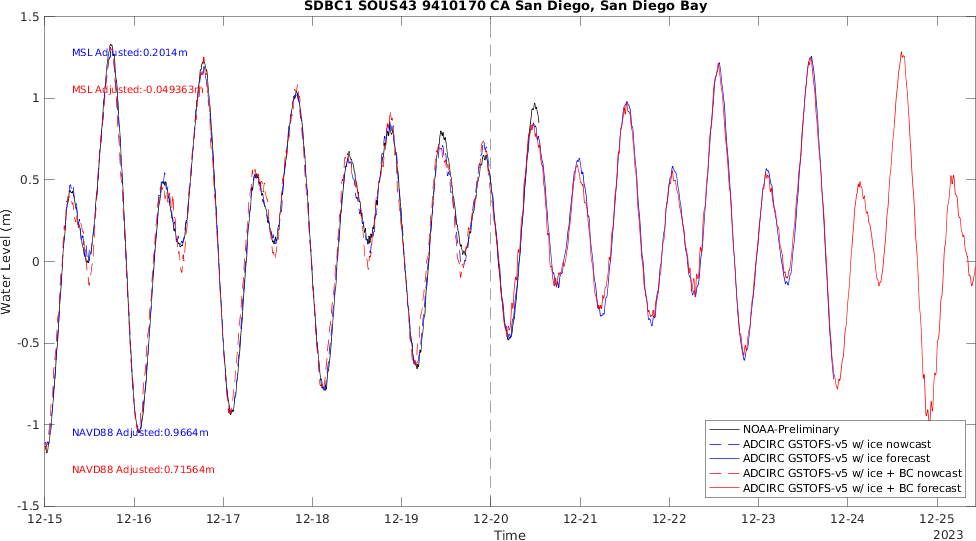 SDBC1 SOUS43 9410170 CA San Diego, San Diego Bay
1.5
1
0.5
0
-0.5
-1
-1.5
Water Level (m)
MSL Adjusted:0.2014m
MSL Adjusted:-0.049363m
NAVD88 Adjusted:0.9664m
NAVD88 Adjusted:0.71564m
NOAA-Preliminary
ADCIRC GSTOFS-v5 w/ ice nowcast
ADCIRC GSTOFS-v5 w/ ice forecast
ADCIRC GSTOFS-v5 w/ ice + BC nowcast
ADCIRC GSTOFS-v5 w/ ice + BC forecast
12-15 12-16 12-17 12-18 12-19 12-20 12-21 12-22 12-23 12-24 12-25
Time
2023